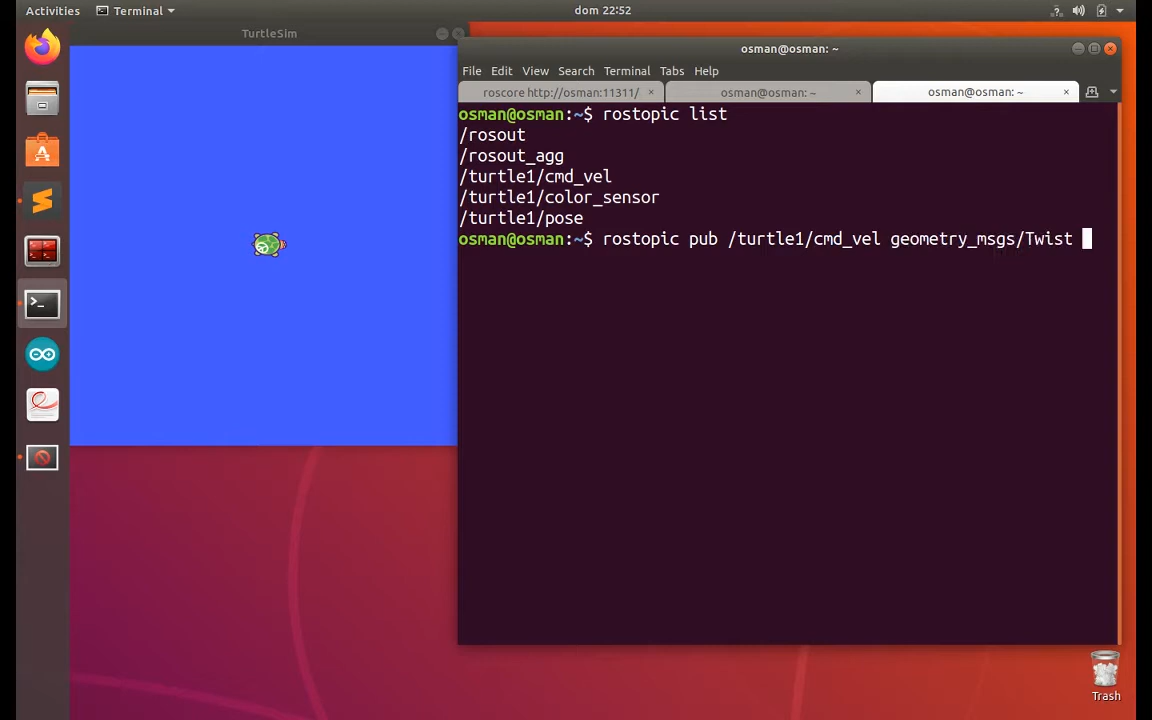 Activities
Terminal
dom 22:52
TurtleSim
osman@osman: ~
File Edit View Search Terminal Tabs Help
roscore http://osman:11311/
osman@osman: ~
osman@osman: ~
osman@osman:~$ rostopic list
/rosout
/rosout_agg
/turtle1/cmd_vel
/turtle1/color_sensor
/turtle1/pose
osman@osman:~$ rostopic pub /turtle1/cmd_vel geometry_msgs/Twist
Trash